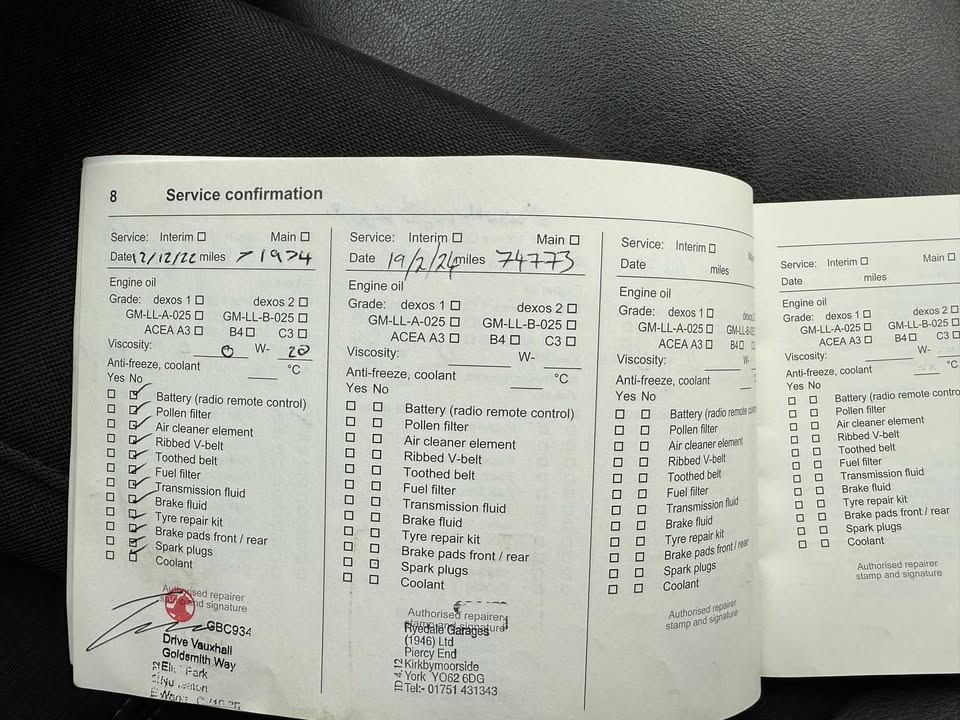 8 Service confirmation
Service: Interim Main
Date 12/12/22 miles 71974
Engine oil
Grade: dexos 1 dexos 2
GM-LL-A-025 GM-LL-B-025
ACEA A3 B4 C3
Viscosity: 0 W- 20
Anti-freeze, coolant °C
Yes No
Battery (radio remote control)
Pollen filter
Air cleaner element
Ribbed V-belt
Toothed belt
Fuel filter
Transmission fluid
Brake fluid
Tyre repair kit
Brake pads front / rear
Spark plugs
Coolant
Authorised repairer
stamp and signature
GBC934
Drive Vauxhall
Goldsmith Way
Park
Service: Interim Main
Date 19/2/24 miles 74773
Engine oil
Grade: dexos 1 dexos 2
GM-LL-A-025 GM-LL-B-025
ACEA A3 B4 C3
Viscosity: W-
Anti-freeze, coolant °C
Yes No
Battery (radio remote control)
Pollen filter
Air cleaner element
Ribbed V-belt
Toothed belt
Fuel filter
Transmission fluid
Brake fluid
Tyre repair kit
Brake pads front / rear
Spark plugs
Coolant
Authorised repairer
stamp and signature
Ryedale Garages
(1946) Ltd
Piercy End
Kirkbymoorside
York YO62 6DG
Tel:- 01751 431343
Service: Interim
Date miles
Engine oil
Grade: dexos 1
GM-LL-A-025
ACEA A3 B4
Viscosity: W-
Anti-freeze, coolant °C
Yes No
Battery (radio remote
Pollen filter
Air cleaner element
Ribbed V-belt
Toothed belt
Fuel filter
Transmission fluid
Brake fluid
Tyre repair kit
Brake pads front / rear
Spark plugs
Coolant
Authorised repairer
stamp and signature
Service: Interim Main
Date miles
Engine oil
Grade: dexos 1 dexos 2
GM-LL-A-025 GM-LL-B-025
ACEA A3 B4 C3
Viscosity: W-
Anti-freeze, coolant °C
Yes No
Battery (radio remote contro
Pollen filter
Air cleaner element
Ribbed V-belt
Toothed belt
Fuel filter
Transmission fluid
Brake fluid
Tyre repair kit
Brake pads front / rear
Spark plugs
Coolant
Authorised repairer
stamp and signature